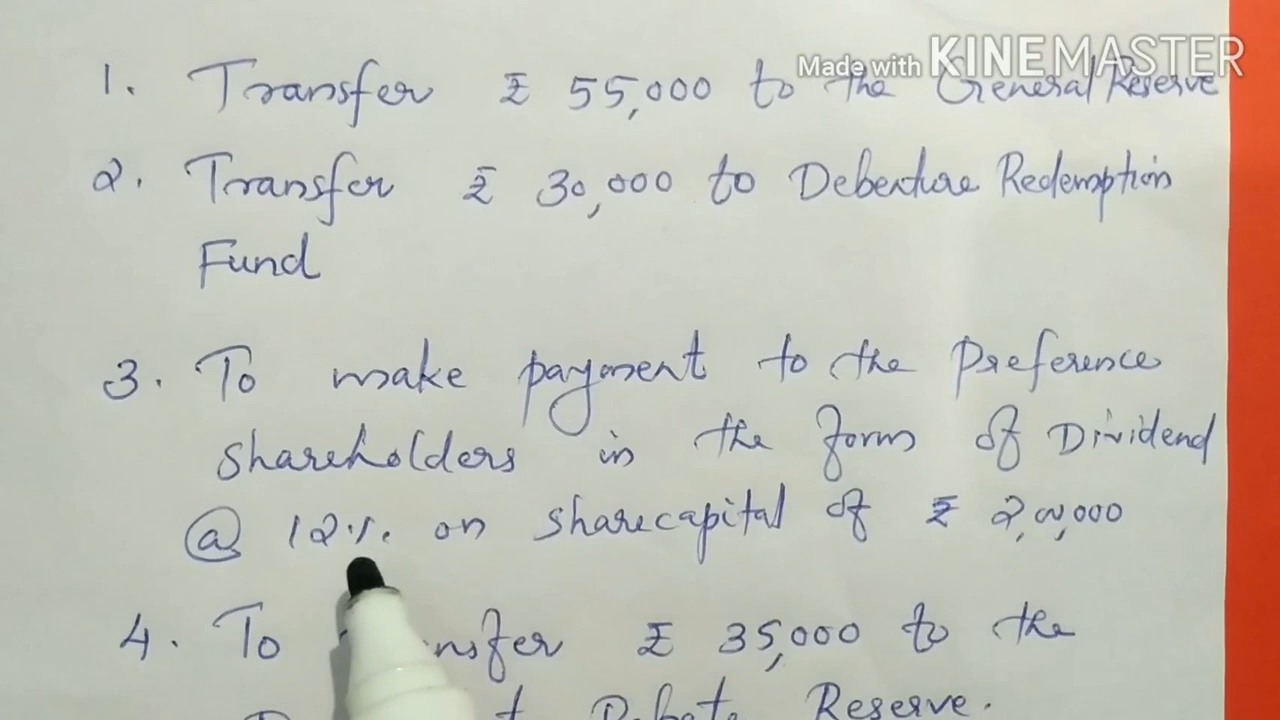 Made with KINEMASTER
1. Transfer ₹ 55,000 to the General Reserve
2. Transfer ₹ 30,000 to Debenture Redemption
Fund
3. To make payment to the Preference
shareholders in the form of Dividend
@ 12% on sharecapital of ₹ 2,00,000
4. To ₹ 35,000 to the
Reserve.